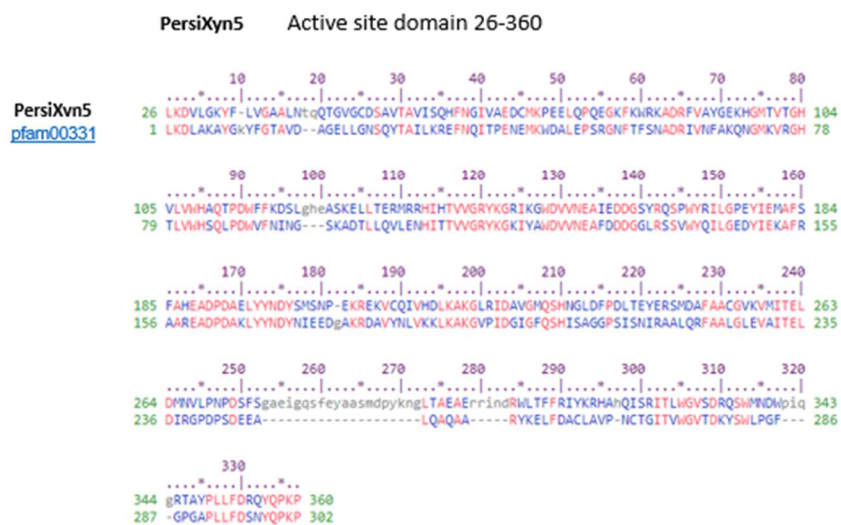 PersiXyn5 Active site domain 26-360
10 20 30 40 50 60 70 80
....*....|....*....|....*....|....*....|....*....|....*....|....*....|....*....|
PersiXvn5 26 LKDVLGKYF-LVGAALNtqQTGVGCDSAVTAVISQHFNGIVAEDCMKPEELQPQEGKFKWRKADRFVAYGEKHGMTVTGH 104
pfam00331 1 LKDLAKAYGkYFGTAVD--AGELLGNSQYTAILKREFNQITPENEMKWDALEPSRGNFTFSNADRIVNFAKQNGMKVRGH 78
90 100 110 120 130 140 150 160
....*....|....*....|....*....|....*....|....*....|....*....|....*....|....*....|
105 VLVWHAQTPDWFFKDSLgheASKELLTERMRRHIHTVVGRYKGRIKGWDVVNEAIEDDGSYRQSPWYRILGPEYIEMAFS 184
79 TLVWHSQLPDWVFNING---SKADTLLQVLENHITTVVGRYKGKIYAWDVVNEAFDDDGGLRSSVWYQILGEDYIEKAFR 155
170 180 190 200 210 220 230 240
....*....|....*....|....*....|....*....|....*....|....*....|....*....|....*....|
185 FAHEADPDAELYYNDYSMSNP-EKREKVCQIVHDLKAKGLRIDAVGMQSHNGLDFPDLTEYERSMDAFAACGVKVMITEL 263
156 AAREADPDAKLYYNDYNIEEDgAKRDAVYNLVKKLKAKGVPIDGIGFQSHISAGGPSISNIRAALQRFAALGLEVAITEL 235
250 260 270 280 290 300 310 320
....*....|....*....|....*....|....*....|....*....|....*....|....*....|....*....|
264 DMNVLPNPDSFSgaeigqsfeyaasmdpykngLTAEAErrindRWLTFFRIYKRHAhQISRITLWGVSDRQSWMNDWpiq 343
236 DIRGPDPSDEEA--------------------LQAQAA-----RYKELFDACLAVP-NCTGITVWGVTDKYSWLPGF--- 286
330
....*....|....*..
344 gRTAYPLLFDRQYQPKP 360
287 -GPGAPLLFDSNYQPKP 302